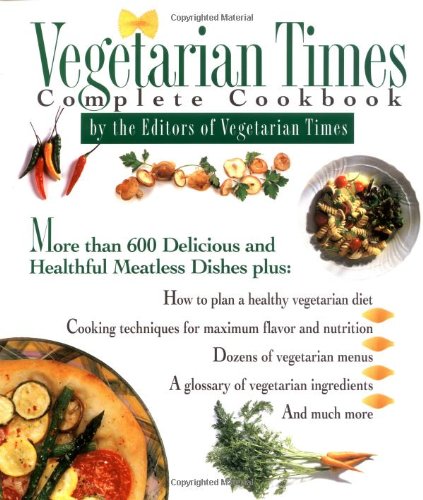 Copyrighted Material
Vegetarian Times
Complete Cookbook
by the Editors of Vegetarian Times
More than 600 Delicious and
Healthful Meatless Dishes plus:
How to plan a healthy vegetarian diet
Cooking techniques for maximum flavor and nutrition
Dozens of vegetarian menus
A glossary of vegetarian ingredients
And much more
Copyrighted Material